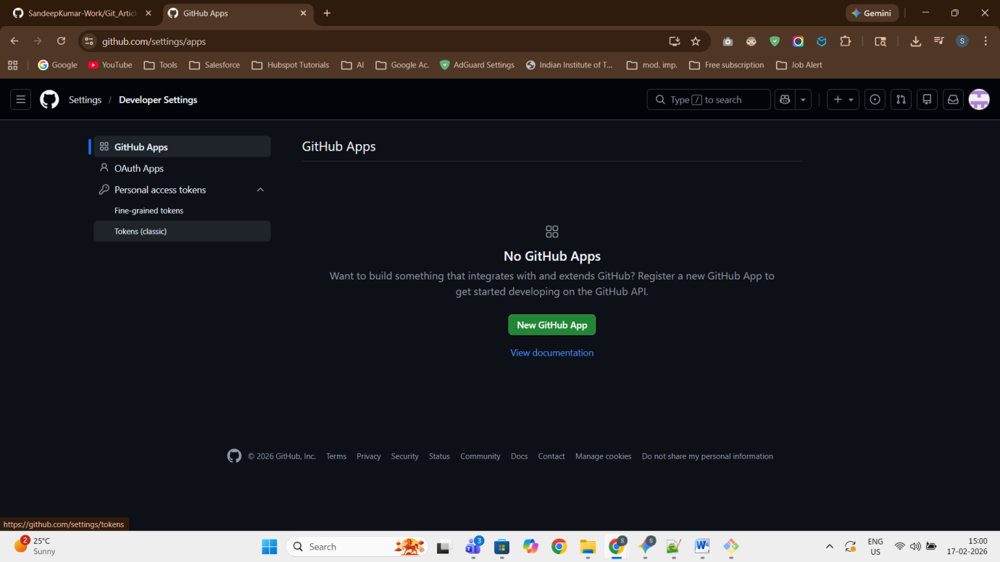 SandeepKumar-Work/Git_Articl
GitHub Apps
Gemini
github.com/settings/apps
S
Google
YouTube
Tools
Salesforce
Hubspot Tutorials
AI
Google Ac.
AdGuard Settings
Indian Institute of T...
mod. imp.
Free subscription
Job Alert
Settings / Developer Settings
Type / to search
GitHub Apps
OAuth Apps
Personal access tokens
Fine-grained tokens
Tokens (classic)
GitHub Apps
No GitHub Apps
Want to build something that integrates with and extends GitHub? Register a new GitHub App to
get started developing on the GitHub API.
New GitHub App
View documentation
© 2026 GitHub, Inc. Terms Privacy Security Status Community Docs Contact Manage cookies Do not share my personal information
https://github.com/settings/tokens
2
25°C
Sunny
Search
3
S
S
ENG
US
15:00
17-02-2026